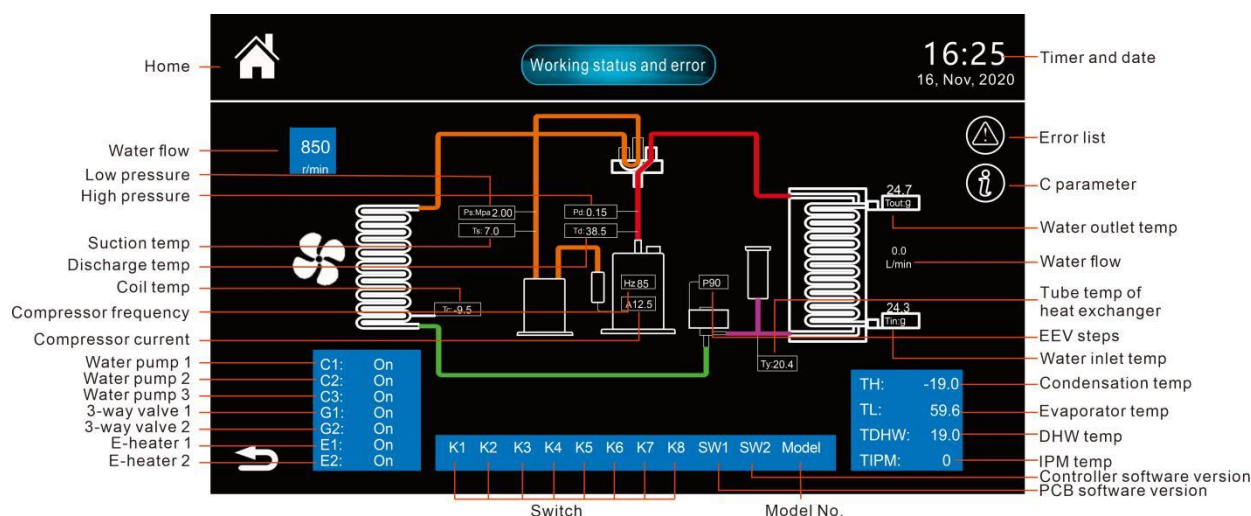 Home
Working status and error
16:25
16, Nov, 2020
Timer and date
Water flow
850
r/min
Low pressure
High pressure
Error list
C parameter
24.7
Tout:g
Ps:Mpa 2.00
Pd:0.15
Ts: 7.0
Td:38.5
Suction temp
Discharge temp
Coil temp
Compressor frequency
Compressor current
Water outlet temp
0.0
L/min
Water flow
Hz 85
P90
A12.5
Tc:-9.5
Tube temp of
heat exchanger
24.3
Tin:g
EEV steps
Water inlet temp
Ty:20.4
Water pump 1
Water pump 2
Water pump 3
3-way valve 1
3-way valve 2
E-heater 1
E-heater 2
C1: On
C2: On
C3: On
G1: On
G2: On
E1: On
E2: On
TH: -19.0
TL: 59.6
TDHW: 19.0
TIPM: 0
Condensation temp
Evaporator temp
DHW temp
IPM temp
Controller software version
PCB software version
K1 K2 K3 K4 K5 K6 K7 K8 SW1 SW2 Model
Switch
Model No.